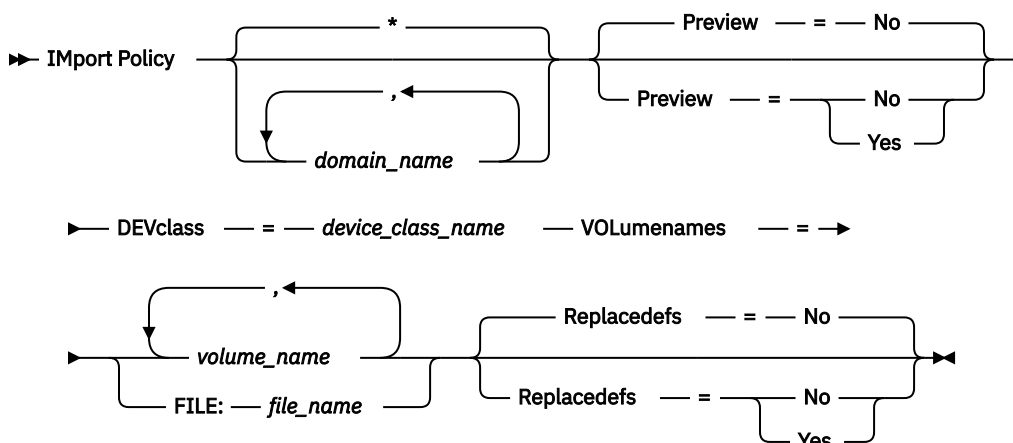 *
Preview = No
IMport Policy
,
Preview = No
domain_name
Yes
DEVclass = device_class_name VOLumenames =
,
Replacedefs = No
volume_name
FILE: file_name
Replacedefs = No
Yes